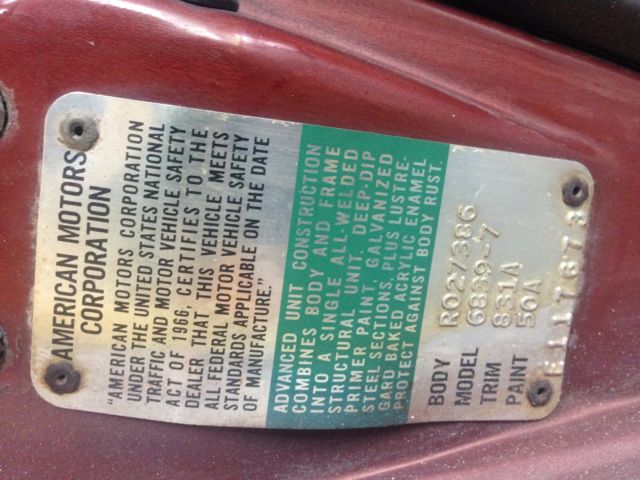 AMERICAN MOTORS
CORPORATION
"AMERICAN MOTORS CORPORATION
UNDER THE UNITED STATES NATIONAL
TRAFFIC AND MOTOR VEHICLE SAFETY
ACT OF 1966, CERTIFIES TO THE
DEALER THAT THIS VEHICLE MEETS
ALL FEDERAL MOTOR VEHICLE SAFETY
STANDARDS APPLICABLE ON THE DATE
OF MANUFACTURE."
ADVANCED UNIT CONSTRUCTION
COMBINES BODY AND FRAME
INTO A SINGLE ALL-WELDED
STRUCTURAL UNIT. DEEP-DIP
PRIMER PAINT, GALVANIZED
STEEL SECTIONS, PLUS LUSTRE-
GARD BAKED ACRYLIC ENAMEL
PROTECT AGAINST BODY RUST.
BODY R027386
MODEL 6839-7
TRIM 831A
PAINT 50A